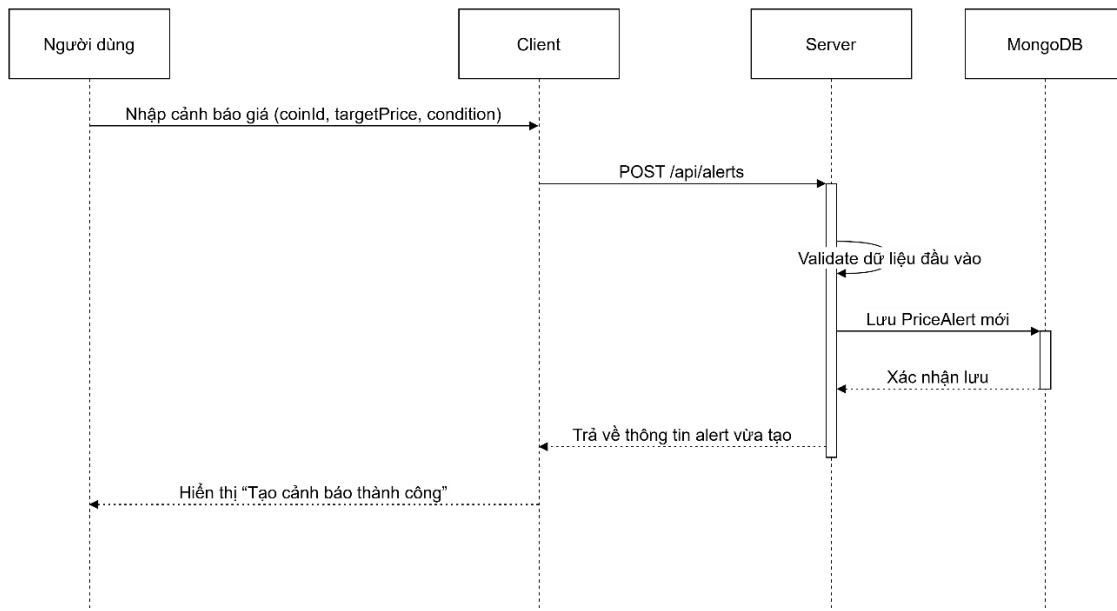 Người dùng
Client
Server
MongoDB
Nhập cảnh báo giá (coinId, targetPrice, condition)
POST /api/alerts
Validate dữ liệu đầu vào
Lưu PriceAlert mới
Xác nhận lưu
Trả về thông tin alert vừa tạo
Hiển thị “Tạo cảnh báo thành công”